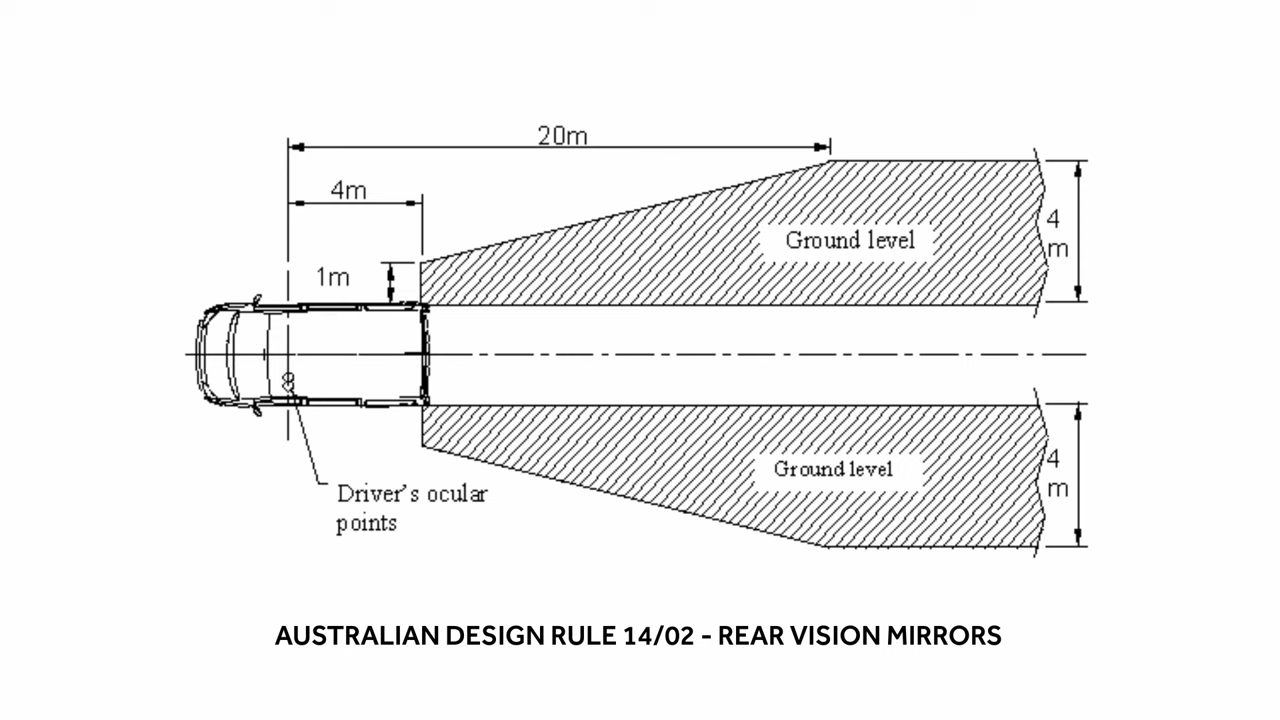 20m
4m
4
m
Ground level
1m
4
m
Ground level
Driver's ocular
points
AUSTRALIAN DESIGN RULE 14/02 - REAR VISION MIRRORS